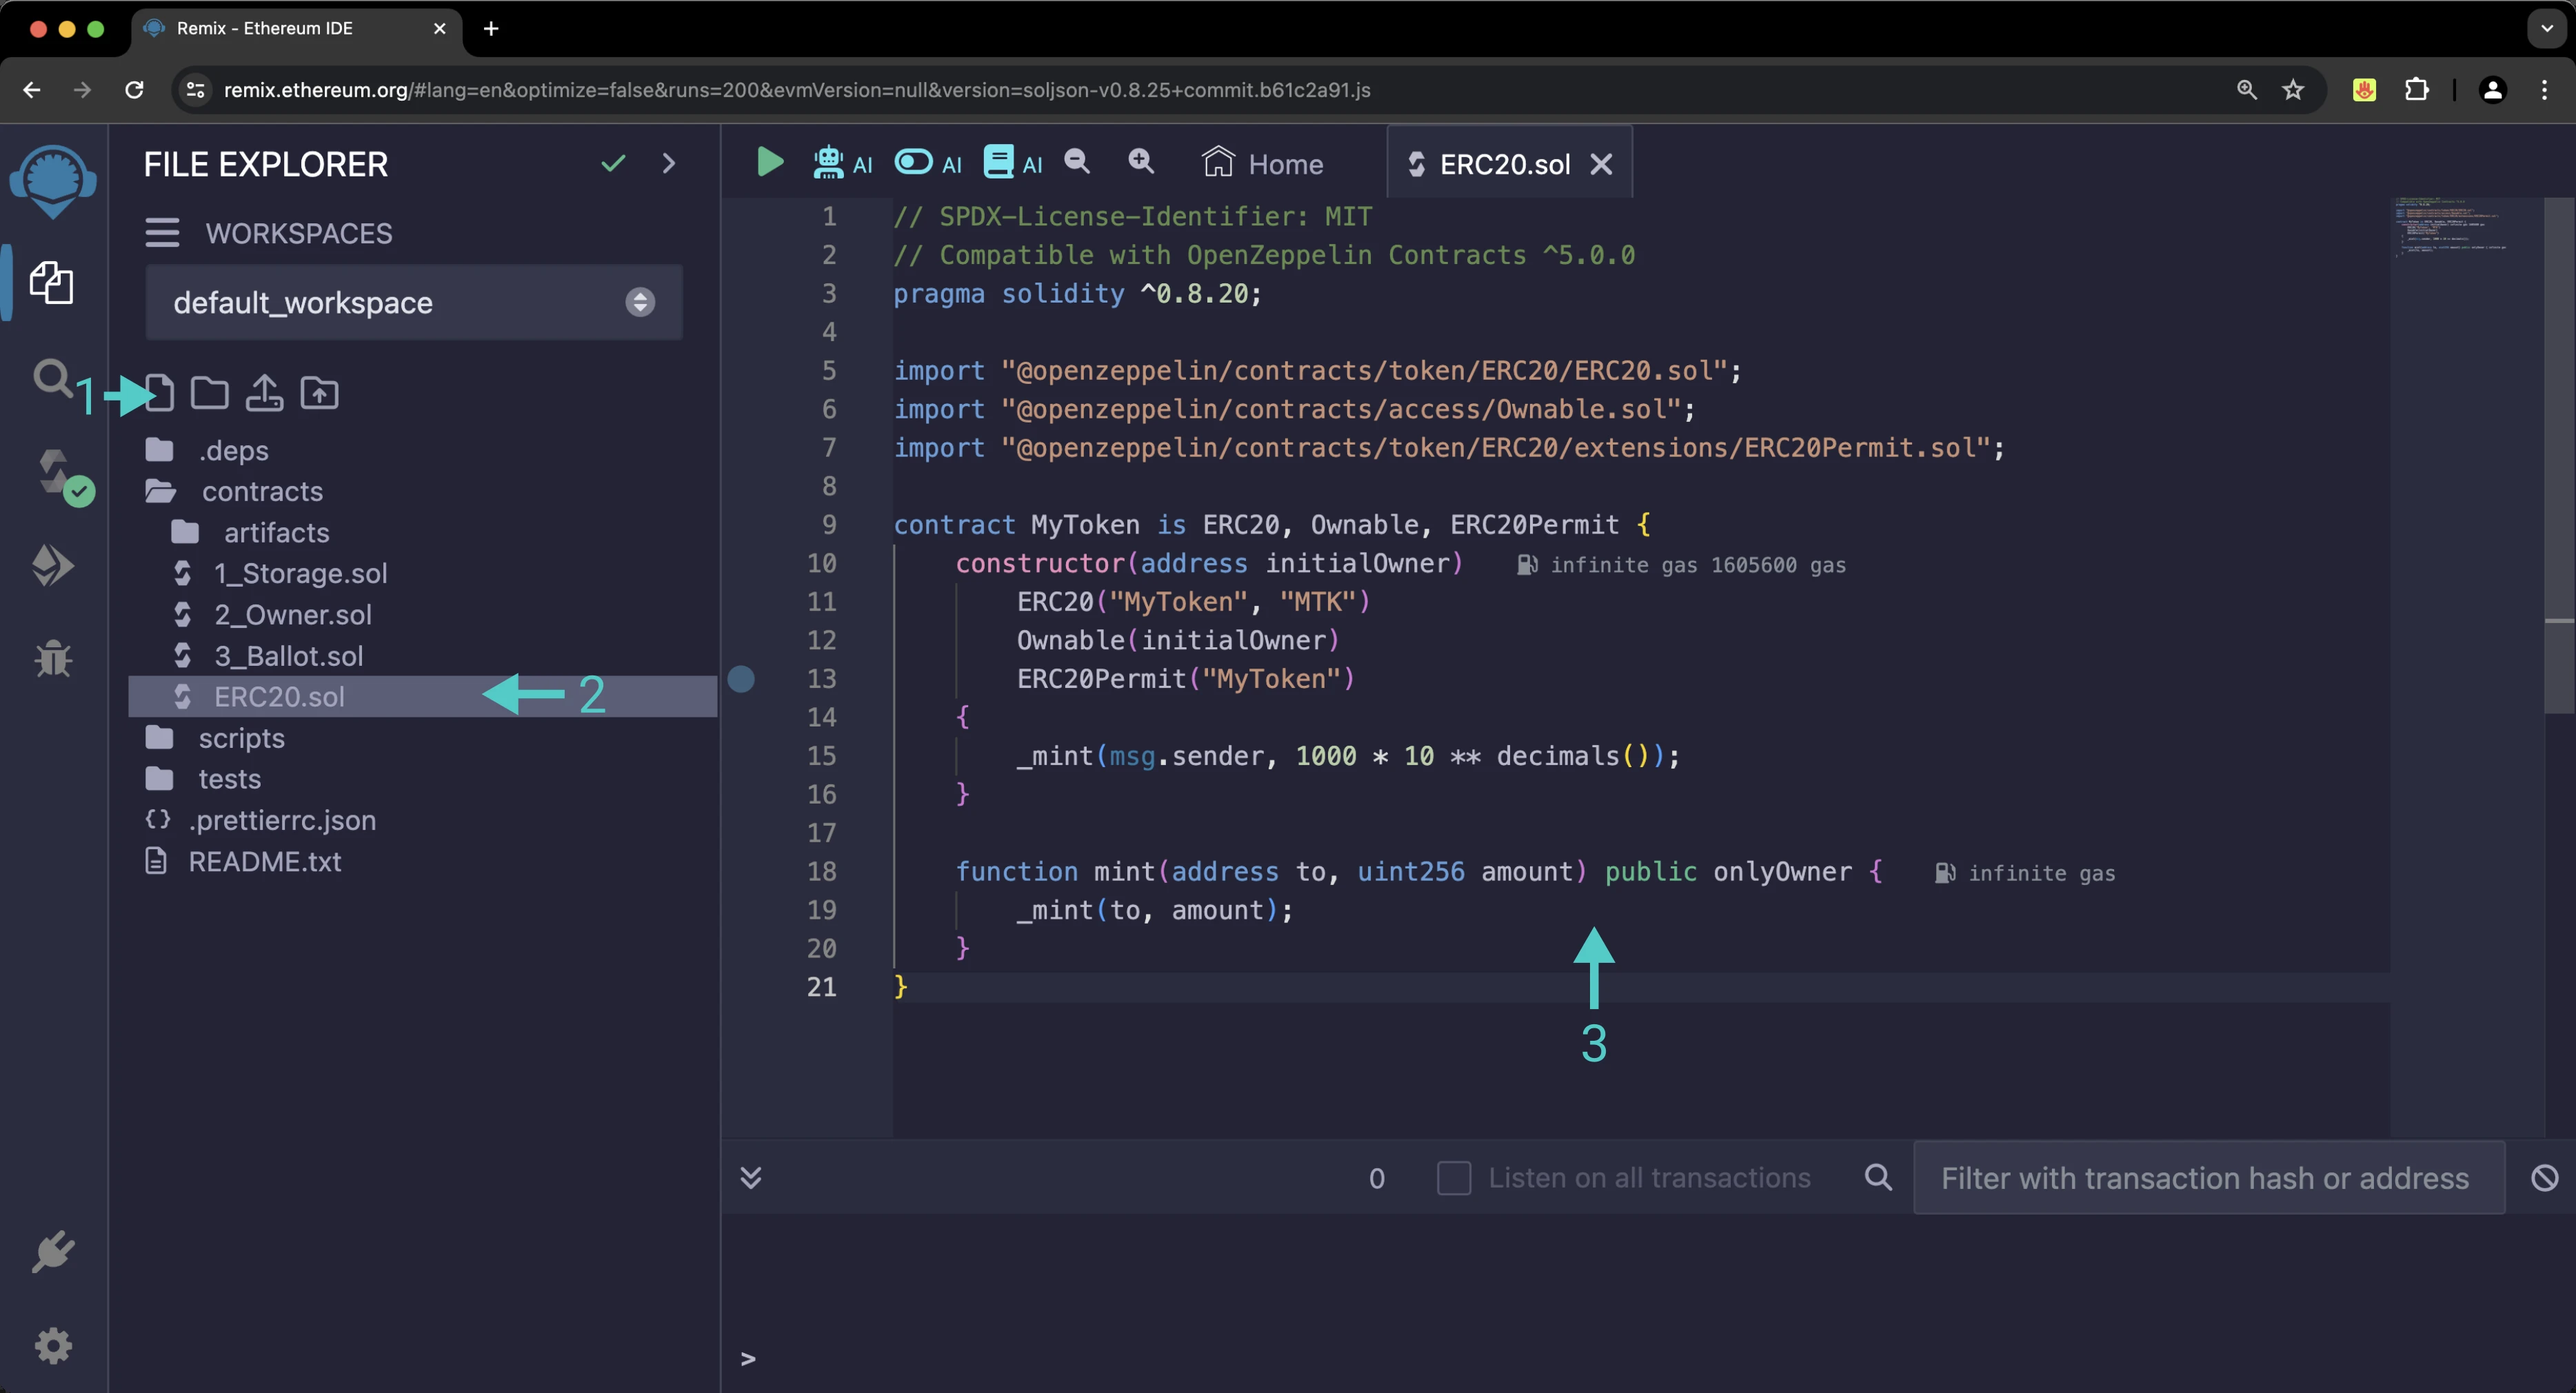 Remix - Ethereum IDE
remix.ethereum.org/#lang=en&optimize=false&runs=200&evmVersion=null&version=soljson-v0.8.25+commit.b61c2a91.js
FILE EXPLORER
WORKSPACES
default_workspace
1
.deps
contracts
artifacts
1_Storage.sol
2_Owner.sol
3_Ballot.sol
ERC20.sol
2
scripts
tests
.prettierrc.json
README.txt
AI AI AI Home ERC20.sol
1 // SPDX-License-Identifier: MIT
2 // Compatible with OpenZeppelin Contracts ^5.0.0
3 pragma solidity ^0.8.20;
4
5 import "@openzeppelin/contracts/token/ERC20/ERC20.sol";
6 import "@openzeppelin/contracts/access/Ownable.sol";
7 import "@openzeppelin/contracts/token/ERC20/extensions/ERC20Permit.sol";
8
9 contract MyToken is ERC20, Ownable, ERC20Permit {
10 constructor(address initialOwner) infinite gas 1605600 gas
11 ERC20("MyToken", "MTK")
12 Ownable(initialOwner)
13 ERC20Permit("MyToken")
14 {
15 _mint(msg.sender, 1000 * 10 ** decimals());
16 }
17
18 function mint(address to, uint256 amount) public onlyOwner { infinite gas
19 _mint(to, amount);
20 }
21 }
3
0 Listen on all transactions Filter with transaction hash or address
>